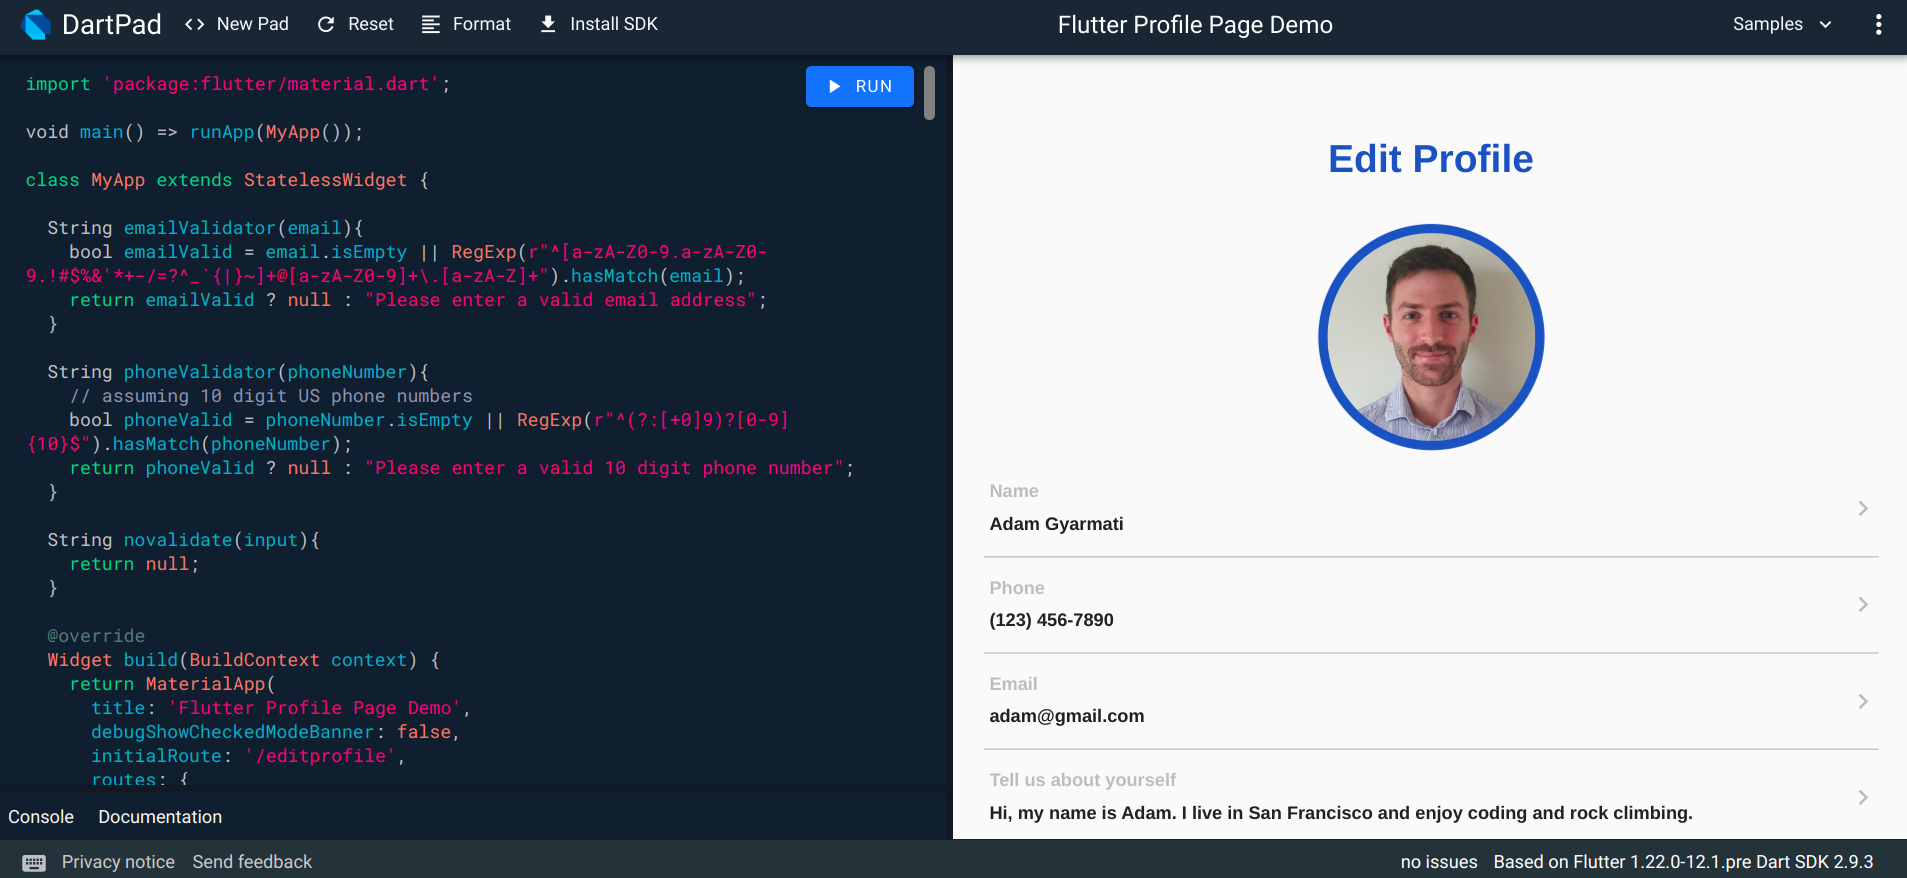 DartPad
New Pad
Reset
Format
Install SDK
Flutter Profile Page Demo
Samples
import 'package:flutter/material.dart';
RUN
void main() => runApp(MyApp());
class MyApp extends StatelessWidget {
String emailValidator(email){
bool emailValid = email.isEmpty || RegExp(r"^[a-zA-Z0-9.a-zA-Z0-
9.!#$%&'*+-/=?^_`{|}~]+@[a-zA-Z0-9]+\.[a-zA-Z]+").hasMatch(email);
return emailValid ? null : "Please enter a valid email address";
}
String phoneValidator(phoneNumber){
// assuming 10 digit US phone numbers
bool phoneValid = phoneNumber.isEmpty || RegExp(r"^(?:[+0]9)?[0-9]
{10}$").hasMatch(phoneNumber);
return phoneValid ? null : "Please enter a valid 10 digit phone number";
}
String novalidate(input){
return null;
}
@override
Widget build(BuildContext context) {
return MaterialApp(
title: 'Flutter Profile Page Demo',
debugShowCheckedModeBanner: false,
initialRoute: '/editprofile',
routes: {
Console
Documentation
Edit Profile
Name
Adam Gyarmati
Phone
(123) 456-7890
Email
adam@gmail.com
Tell us about yourself
Hi, my name is Adam. I live in San Francisco and enjoy coding and rock climbing.
Privacy notice
Send feedback
no issues
Based on Flutter 1.22.0-12.1.pre Dart SDK 2.9.3